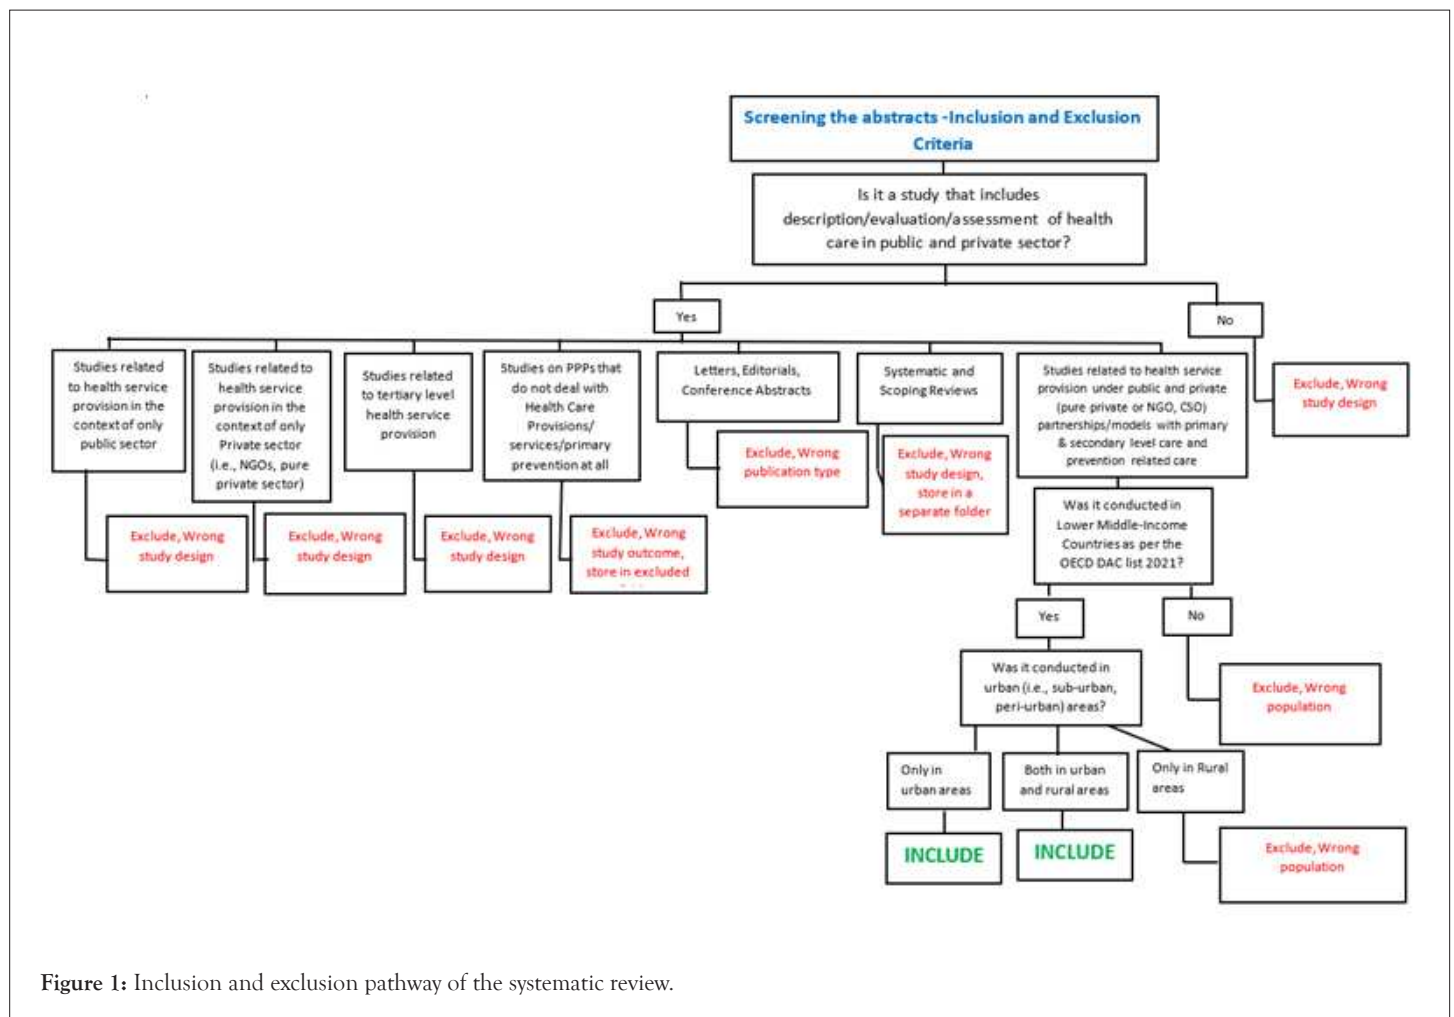 Screening the abstracts -Inclusion and Exclusion
Criteria
Is it a study that includes
description/evaluation/assessment of health
care in public and private sector?
Yes
No
Studies related
to health service
provision in the
context of only
public sector
Studies related to
health service
provision in the
context of only
Private sector
(i.e., NGOs, pure
private sector)
Studies related
to tertiary level
health service
provision
Studies on PPPs that
do not deal with
Health Care
Provisions/
services/primary
prevention at all
Letters, Editorials,
Conference Abstracts
Systematic and
Scoping Reviews
Studies related to health service
provision under public and private
(pure private or NGO, CSO)
partnerships/models with primary
& secondary level care and
prevention related care
Exclude, Wrong
study design
Exclude, Wrong
study design
Exclude, Wrong
study design
Exclude, Wrong
study design
Exclude, Wrong
study outcome,
store in excluded
Exclude, Wrong
publication type
Exclude, Wrong
study design,
store in a
separate folder
Was it conducted in
Lower Middle-Income
Countries as per the
OECD DAC list 2021?
Yes
No
Was it conducted in
urban (i.e., sub-urban,
peri-urban) areas?
Exclude, Wrong
population
Only in
urban areas
Both in urban
and rural areas
Only in Rural
areas
INCLUDE
INCLUDE
Exclude, Wrong
population
Figure 1: Inclusion and exclusion pathway of the systematic review.